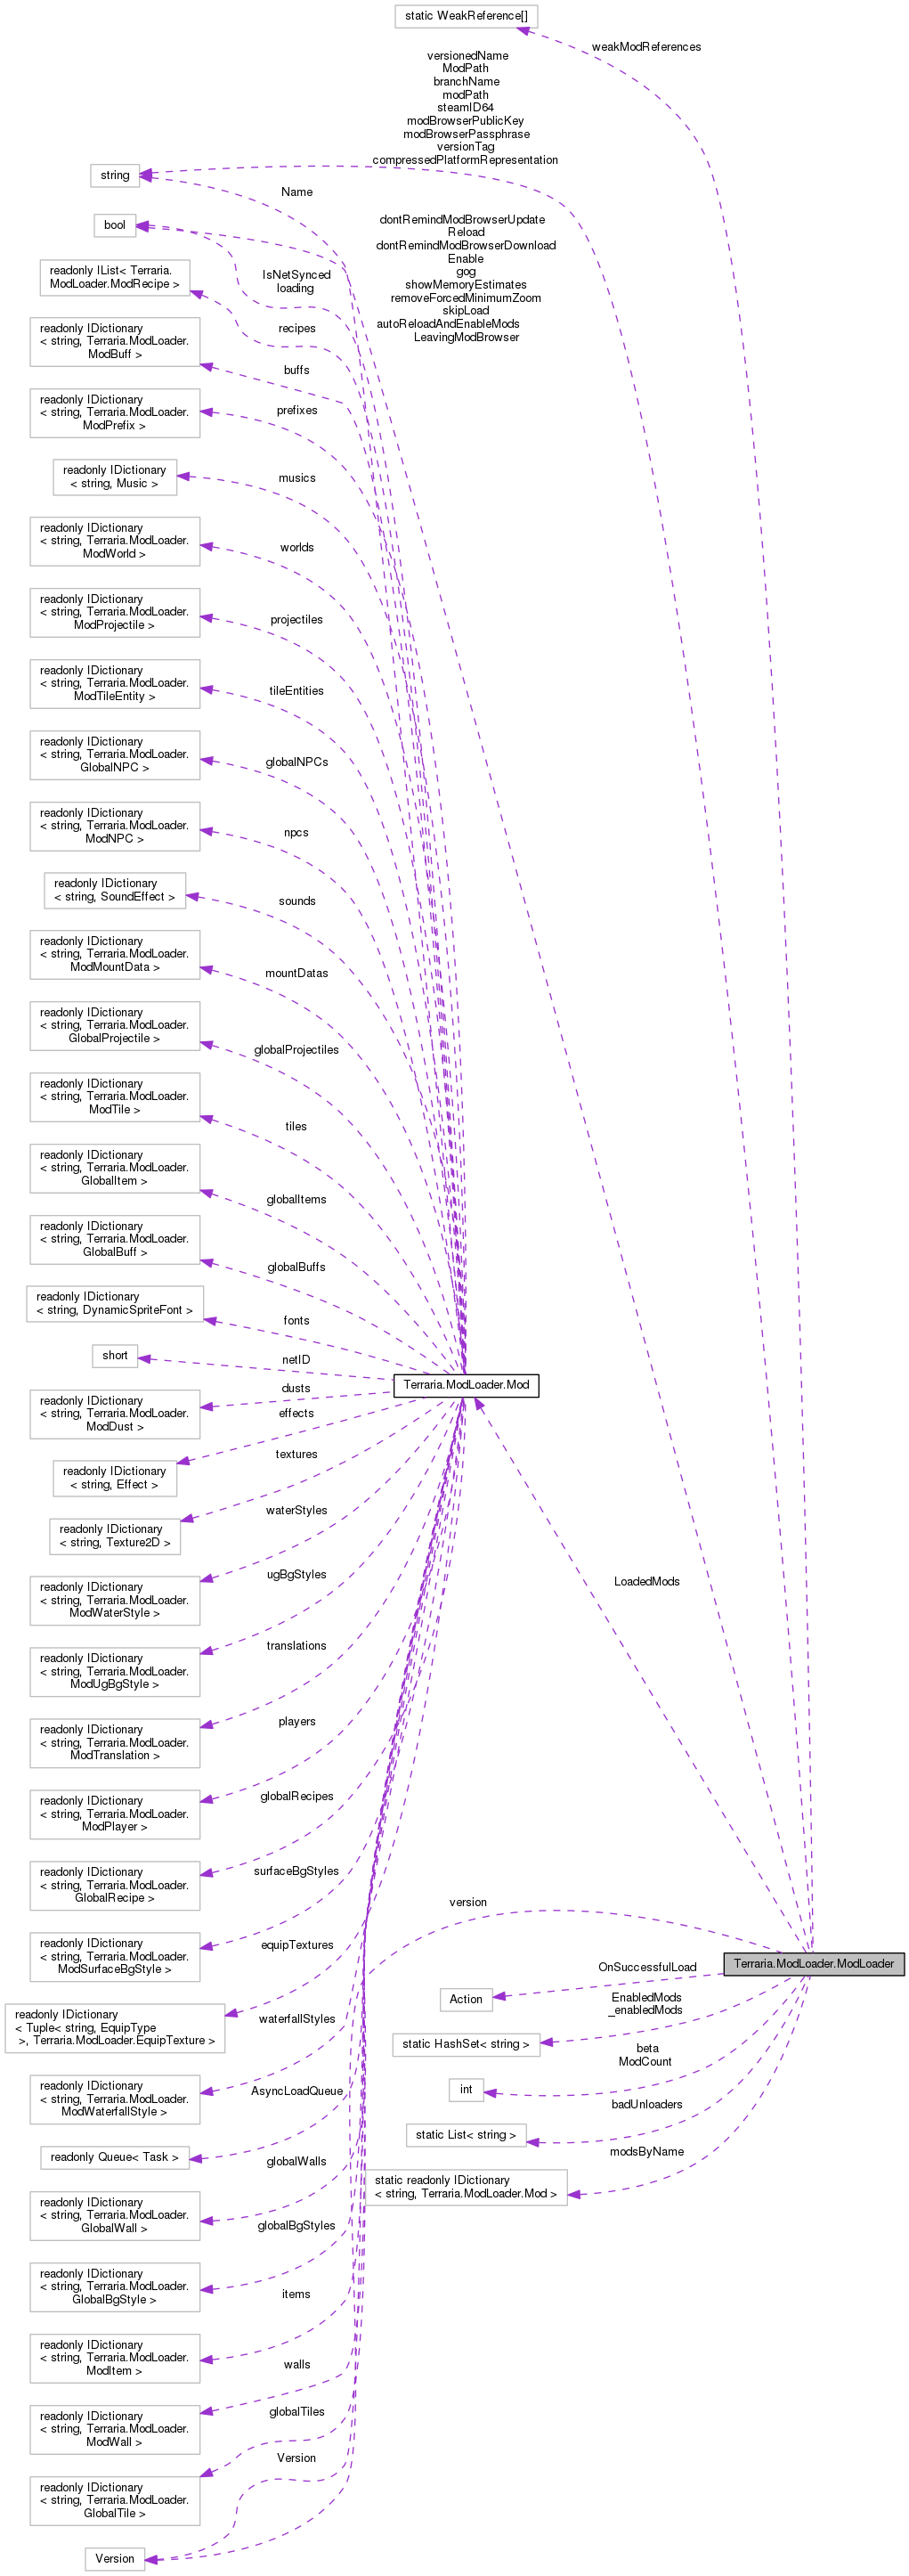 static WeakReference[]
weakModReferences
versionedName
ModPath
branchName
modPath
steamID64
modBrowserPublicKey
modBrowserPassphrase
versionTag
compressedPlatformRepresentation
string
Name
bool
dontRemindModBrowserUpdate
Reload
dontRemindModBrowserDownload
Enable
gog
showMemoryEstimates
removeForcedMinimumZoom
skipLoad
autoReloadAndEnableMods
LeavingModBrowser
IsNetSynced
loading
readonly IList< Terraria.
ModLoader.ModRecipe >
recipes
readonly IDictionary
< string, Terraria.ModLoader.
ModBuff >
buffs
readonly IDictionary
< string, Terraria.ModLoader.
ModPrefix >
prefixes
readonly IDictionary
< string, Music >
musics
readonly IDictionary
< string, Terraria.ModLoader.
ModWorld >
worlds
readonly IDictionary
< string, Terraria.ModLoader.
ModProjectile >
projectiles
readonly IDictionary
< string, Terraria.ModLoader.
ModTileEntity >
tileEntities
readonly IDictionary
< string, Terraria.ModLoader.
GlobalNPC >
globalNPCs
readonly IDictionary
< string, Terraria.ModLoader.
ModNPC >
npcs
readonly IDictionary
< string, SoundEffect >
sounds
readonly IDictionary
< string, Terraria.ModLoader.
ModMountData >
mountDatas
readonly IDictionary
< string, Terraria.ModLoader.
GlobalProjectile >
globalProjectiles
readonly IDictionary
< string, Terraria.ModLoader.
ModTile >
tiles
readonly IDictionary
< string, Terraria.ModLoader.
GlobalItem >
globalItems
readonly IDictionary
< string, Terraria.ModLoader.
GlobalBuff >
globalBuffs
readonly IDictionary
< string, DynamicSpriteFont >
fonts
short
netID
Terraria.ModLoader.Mod
readonly IDictionary
< string, Terraria.ModLoader.
ModDust >
dusts
effects
readonly IDictionary
< string, Effect >
textures
readonly IDictionary
< string, Texture2D >
waterStyles
readonly IDictionary
< string, Terraria.ModLoader.
ModWaterStyle >
ugBgStyles
LoadedMods
readonly IDictionary
< string, Terraria.ModLoader.
ModUgBgStyle >
translations
readonly IDictionary
< string, Terraria.ModLoader.
ModTranslation >
players
readonly IDictionary
< string, Terraria.ModLoader.
ModPlayer >
globalRecipes
readonly IDictionary
< string, Terraria.ModLoader.
GlobalRecipe >
surfaceBgStyles
version
readonly IDictionary
< string, Terraria.ModLoader.
ModSurfaceBgStyle >
equipTextures
Terraria.ModLoader.ModLoader
OnSuccessfulLoad
Action
readonly IDictionary
< Tuple< string, EquipType
>, Terraria.ModLoader.EquipTexture >
waterfallStyles
EnabledMods
_enabledMods
static HashSet< string >
beta
ModCount
int
readonly IDictionary
< string, Terraria.ModLoader.
ModWaterfallStyle >
AsyncLoadQueue
badUnloaders
static List< string >
readonly Queue< Task >
modsByName
globalWalls
static readonly IDictionary
< string, Terraria.ModLoader.Mod >
readonly IDictionary
< string, Terraria.ModLoader.
GlobalWall >
globalBgStyles
readonly IDictionary
< string, Terraria.ModLoader.
GlobalBgStyle >
items
readonly IDictionary
< string, Terraria.ModLoader.
ModItem >
walls
readonly IDictionary
< string, Terraria.ModLoader.
ModWall >
globalTiles
Version
readonly IDictionary
< string, Terraria.ModLoader.
GlobalTile >
Version